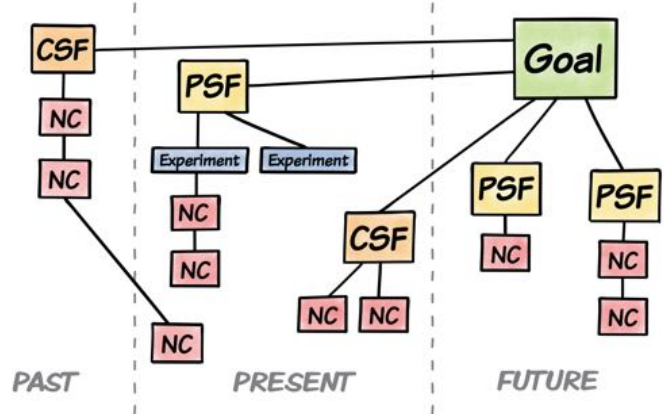 CSF
Goal
PSF
NC
Experiment
Experiment
NC
PSF
PSF
NC
CSF
NC
NC
NC
NC
NC
NC
NC
NC
PAST
PRESENT
FUTURE